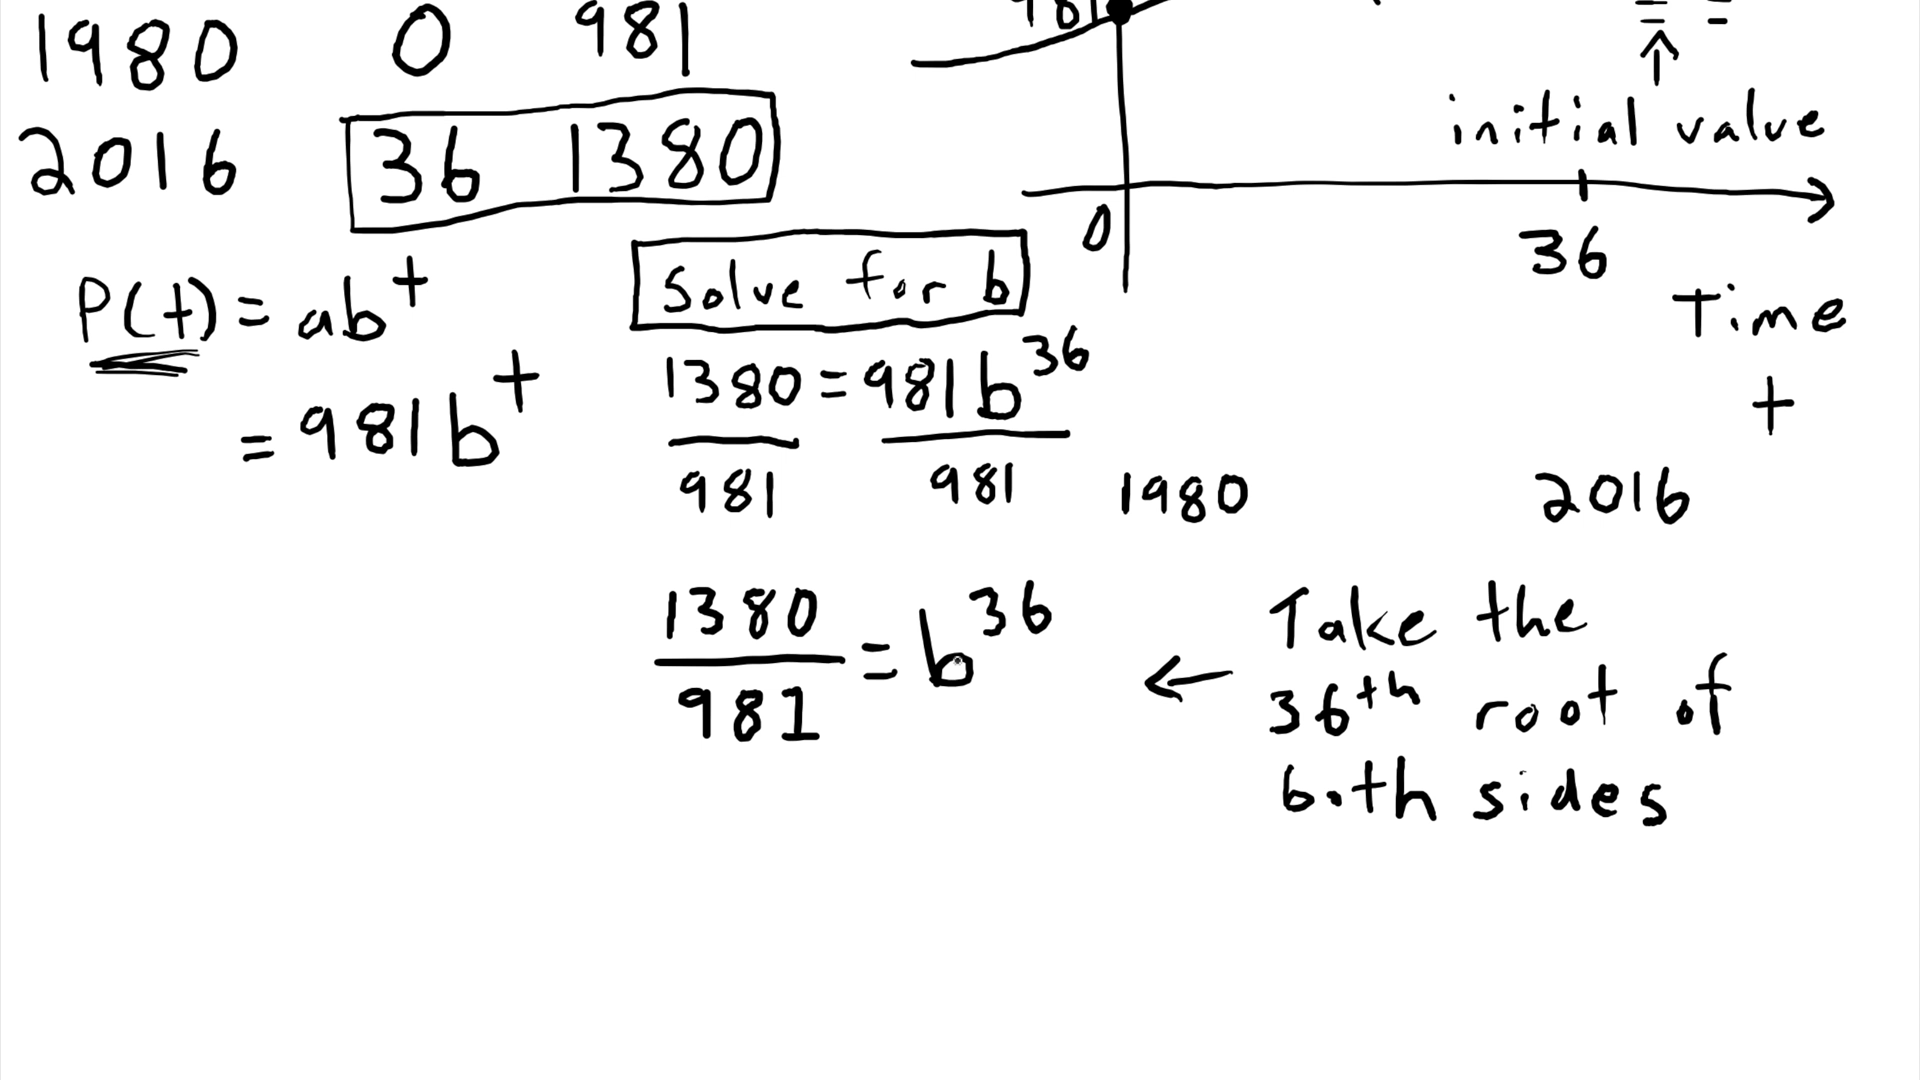 1980 0 981
2016 36 1380
981
initial value
0
36
Time
t
1980 2016
P(t) = ab^t
= 981b^t
Solve for b
1380 = 981b^36
981 981
1380 = b^36
981
← Take the
36th root of
both sides